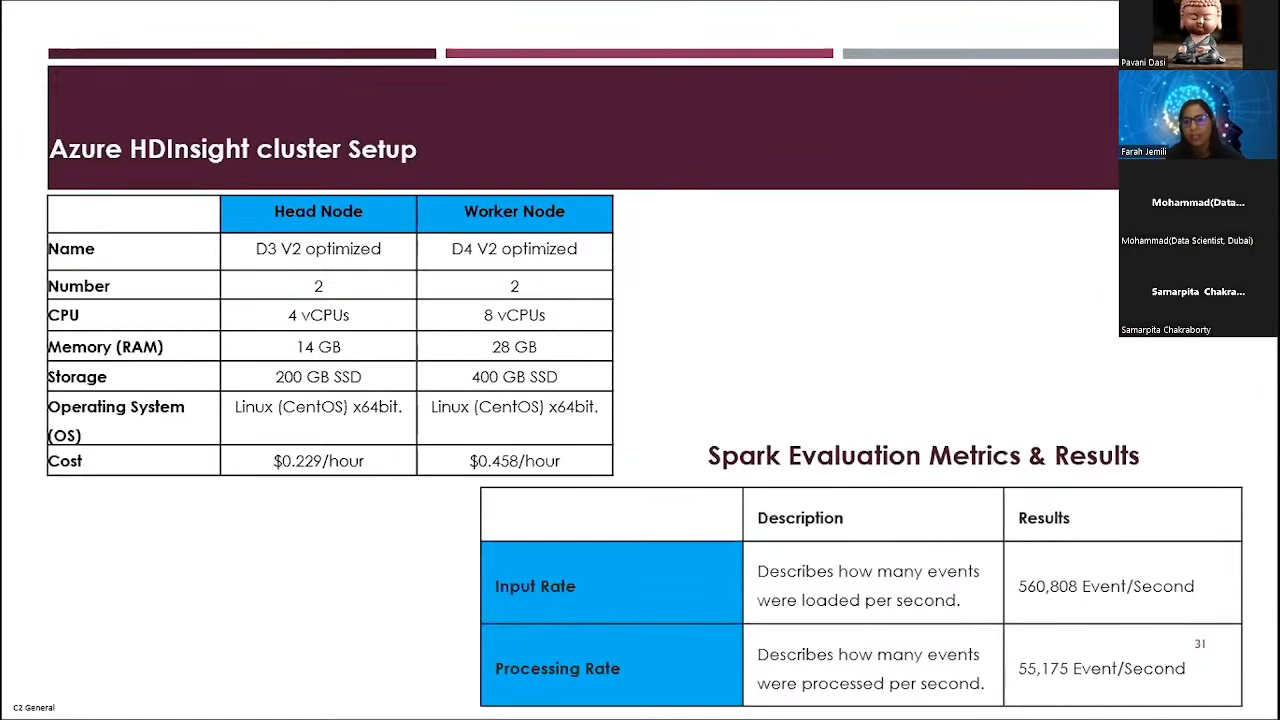 Azure HDInsight cluster Setup
Head Node Worker Node
Name D3 V2 optimized D4 V2 optimized
Number 2 2
CPU 4 vCPUs 8 vCPUs
Memory (RAM) 14 GB 28 GB
Storage 200 GB SSD 400 GB SSD
Operating System Linux (CentOS) x64bit. Linux (CentOS) x64bit.
(OS)
Cost $0.229/hour $0.458/hour
Spark Evaluation Metrics & Results
Description Results
Describes how many events
Input Rate 560,808 Event/Second
were loaded per second.
31
Describes how many events
Processing Rate 55,175 Event/Second
were processed per second.
C2 General
Pavani Dasi
Farah Jemili
Mohammad(Data...
Mohammad(Data Scientist, Dubai)
Samarpita Chakra...
Samarpita Chakraborty